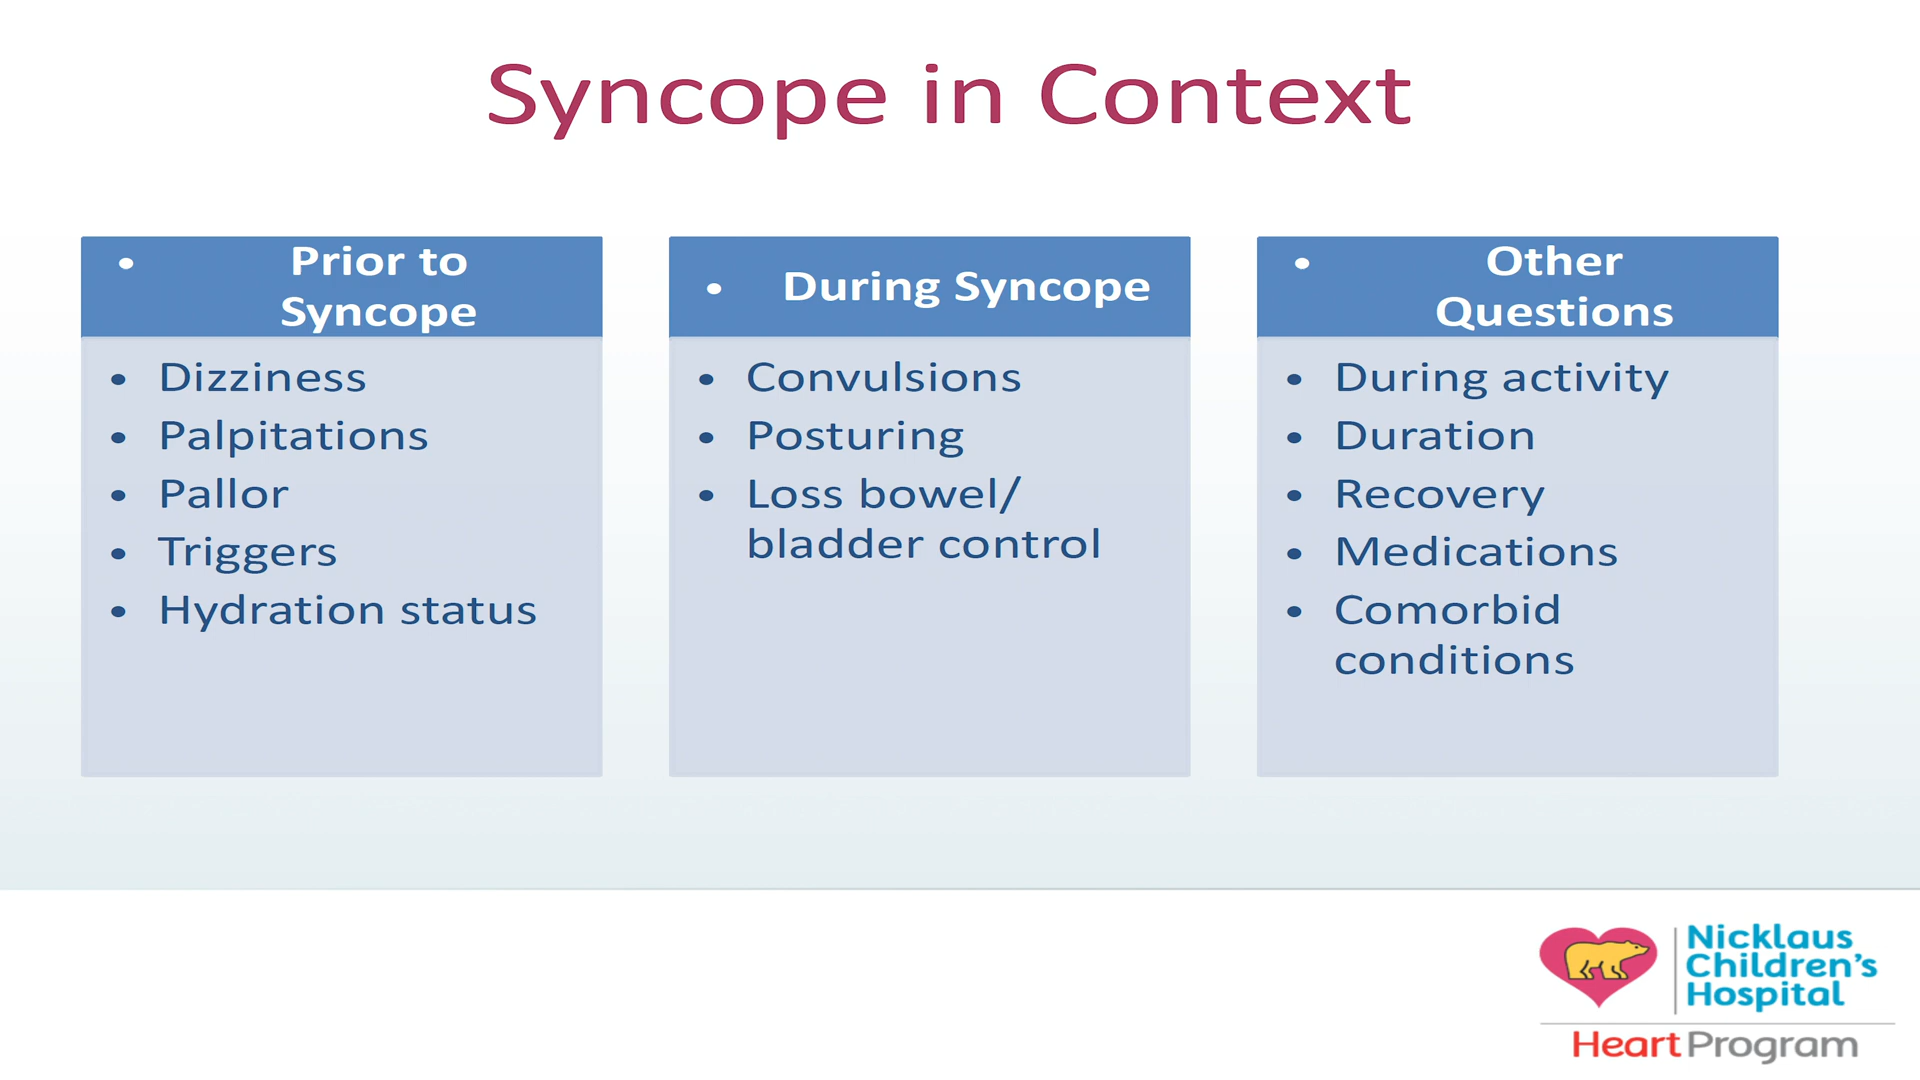 Syncope in Context
• Prior to
Syncope
• Dizziness
• Palpitations
• Pallor
• Triggers
• Hydration status
• During Syncope
• Convulsions
• Posturing
• Loss bowel/
bladder control
• Other
Questions
• During activity
• Duration
• Recovery
• Medications
• Comorbid
conditions
Nicklaus
Children's
Hospital
Heart Program